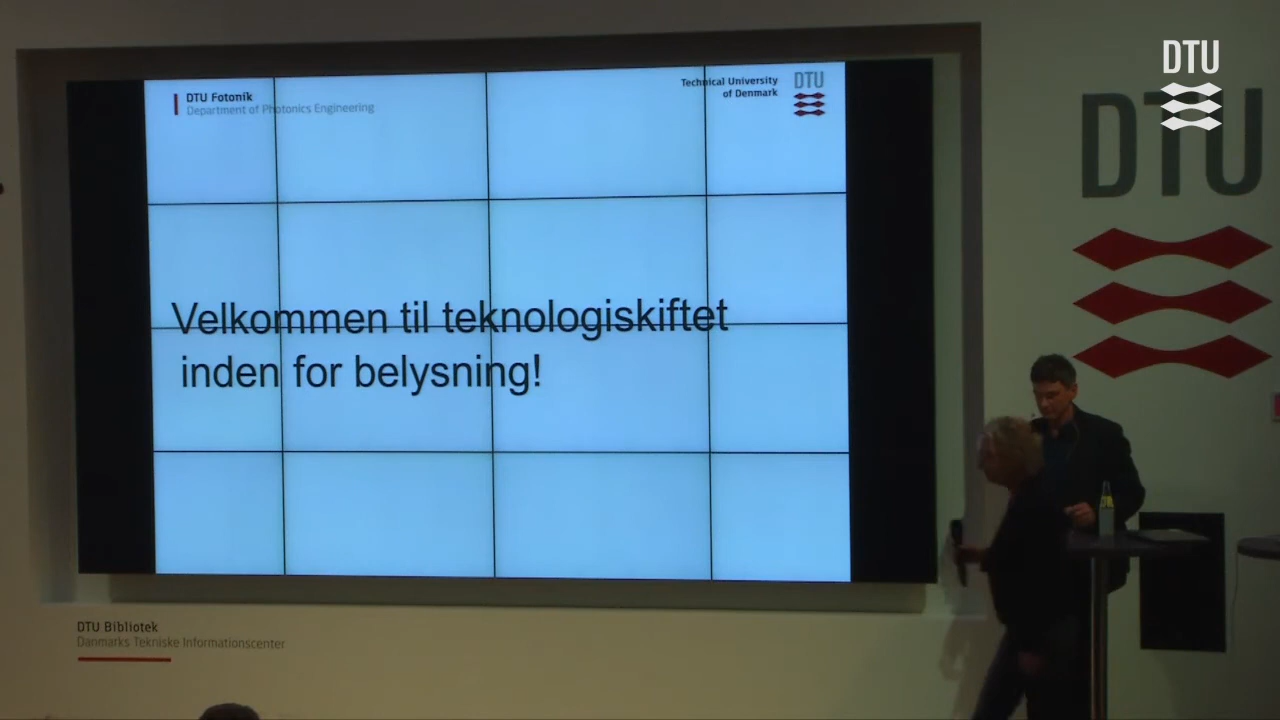 DTU Fotonik
Department of Photonics Engineering
Technical University
of Denmark
DTU
Velkommen til teknologiskiftet
inden for belysning!
DTU
DTU
DTU Bibliotek
Danmarks Tekniske Informationscenter